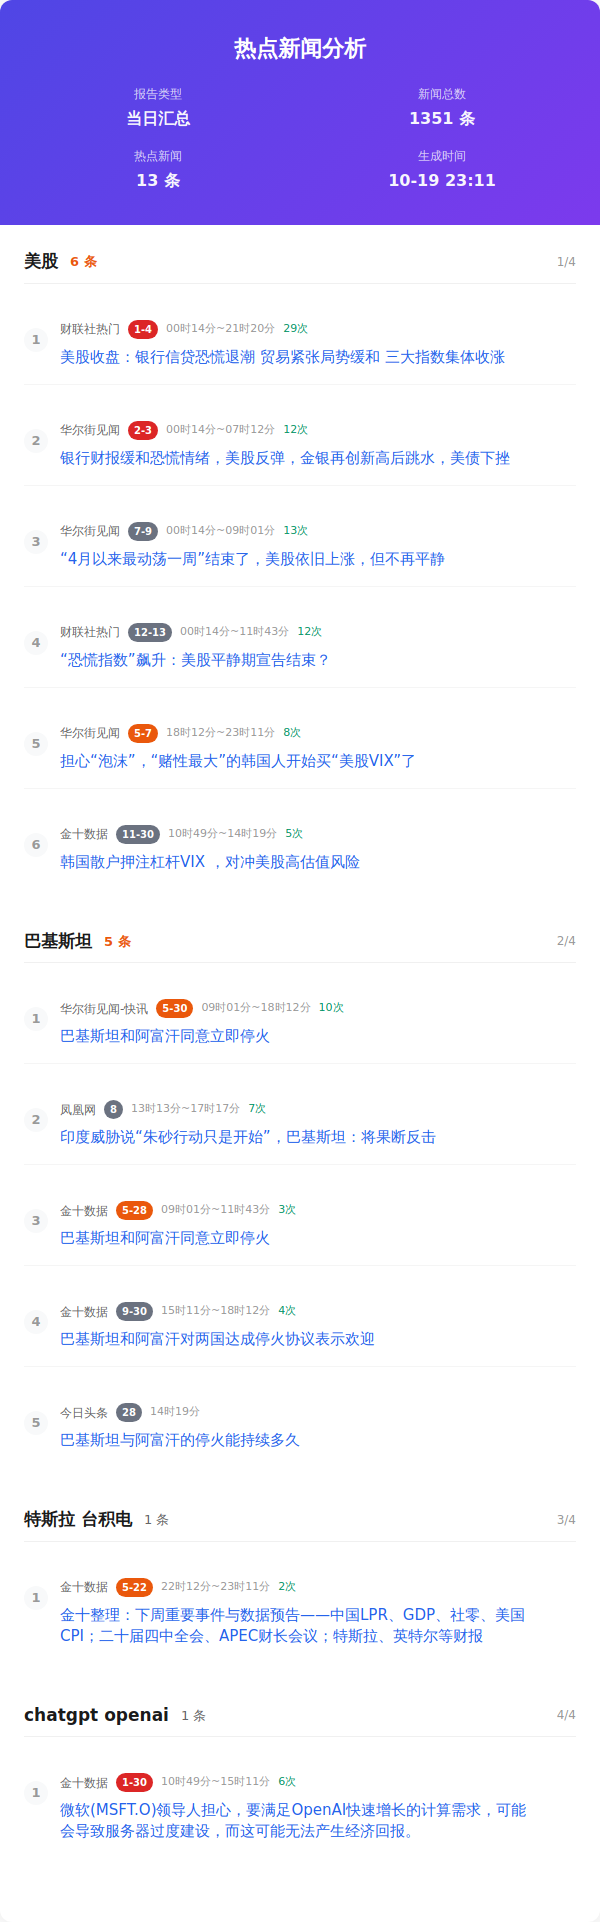 热点新闻分析
报告类型
新闻总数
当日汇总
1351 条
热点新闻
生成时间
13 条
10-19 23:11
美股 6 条 1/4
1 财联社热门 1-4 00时14分~21时20分 29次
美股收盘：银行信贷恐慌退潮 贸易紧张局势缓和 三大指数集体收涨
2 华尔街见闻 2-3 00时14分~07时12分 12次
银行财报缓和恐慌情绪，美股反弹，金银再创新高后跳水，美债下挫
3 华尔街见闻 7-9 00时14分~09时01分 13次
“4月以来最动荡一周”结束了，美股依旧上涨，但不再平静
4 财联社热门 12-13 00时14分~11时43分 12次
“恐慌指数”飙升：美股平静期宣告结束？
5 华尔街见闻 5-7 18时12分~23时11分 8次
担心“泡沫”，“赌性最大”的韩国人开始买“美股VIX”了
6 金十数据 11-30 10时49分~14时19分 5次
韩国散户押注杠杆VIX ，对冲美股高估值风险
巴基斯坦 5 条 2/4
1 华尔街见闻-快讯 5-30 09时01分~18时12分 10次
巴基斯坦和阿富汗同意立即停火
2 凤凰网 8 13时13分~17时17分 7次
印度威胁说“朱砂行动只是开始”，巴基斯坦：将果断反击
3 金十数据 5-28 09时01分~11时43分 3次
巴基斯坦和阿富汗同意立即停火
4 金十数据 9-30 15时11分~18时12分 4次
巴基斯坦和阿富汗对两国达成停火协议表示欢迎
5 今日头条 28 14时19分
巴基斯坦与阿富汗的停火能持续多久
特斯拉 台积电 1 条 3/4
1 金十数据 5-22 22时12分~23时11分 2次
金十整理：下周重要事件与数据预告——中国LPR、GDP、社零、美国
CPI；二十届四中全会、APEC财长会议；特斯拉、英特尔等财报
chatgpt openai 1 条 4/4
1 金十数据 1-30 10时49分~15时11分 6次
微软(MSFT.O)领导人担心，要满足OpenAI快速增长的计算需求，可能
会导致服务器过度建设，而这可能无法产生经济回报。